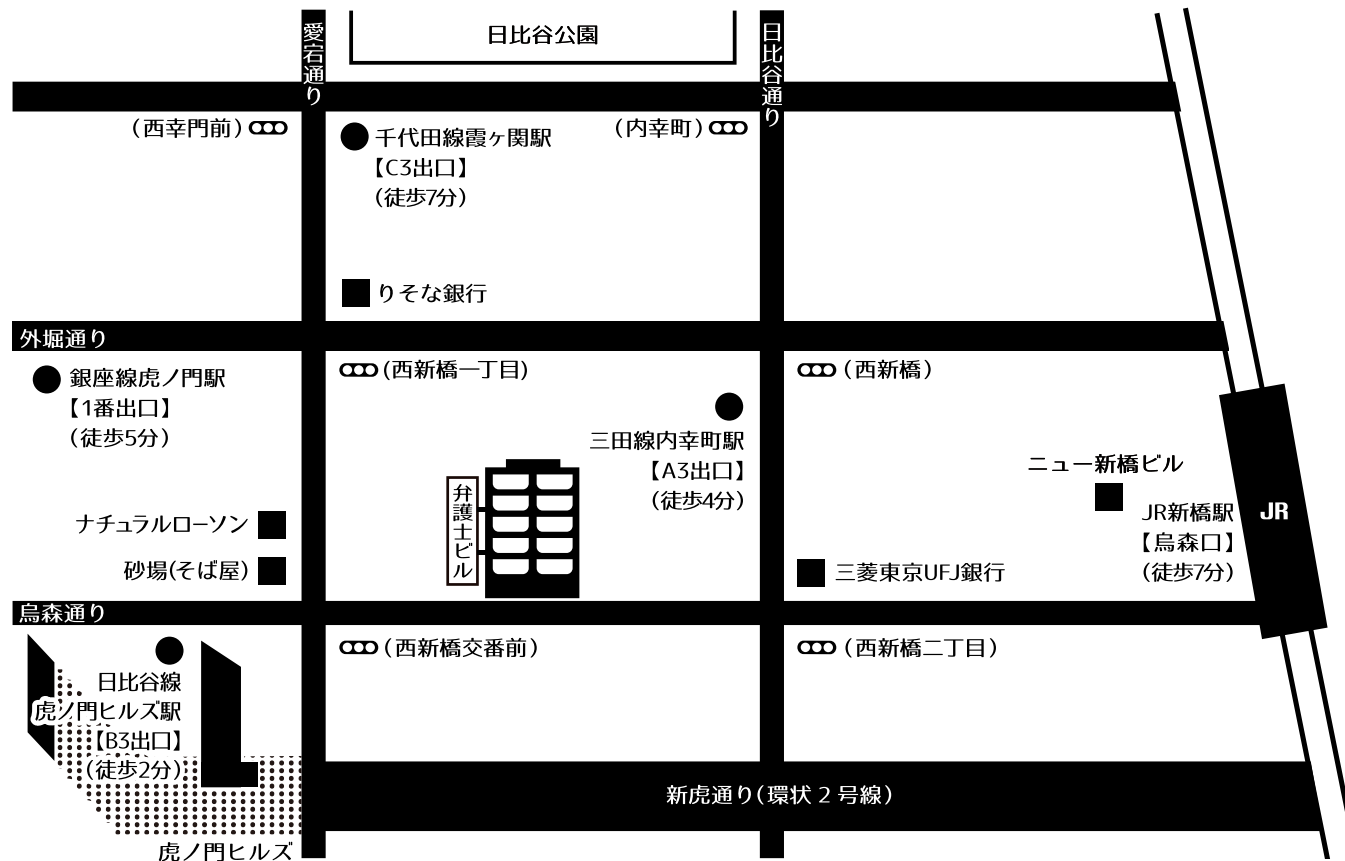 日比谷公園
愛宕通り
日比谷通り
(西幸門前)
千代田線霞ヶ関駅
【C3出口】
(徒歩7分)
(内幸町)
りそな銀行
外堀通り
銀座線虎ノ門駅
【1番出口】
(徒歩5分)
(西新橋一丁目)
三田線内幸町駅
【A3出口】
(徒歩4分)
(西新橋)
ニュー新橋ビル
JR新橋駅
【烏森口】
(徒歩7分)
JR
ナチュラルローソン
砂場(そば屋)
弁護士ビル
三菱東京UFJ銀行
烏森通り
日比谷線
虎ノ門ヒルズ駅
【B3出口】
(徒歩2分)
(西新橋交番前)
(西新橋二丁目)
新虎通り(環状2号線)
虎ノ門ヒルズ